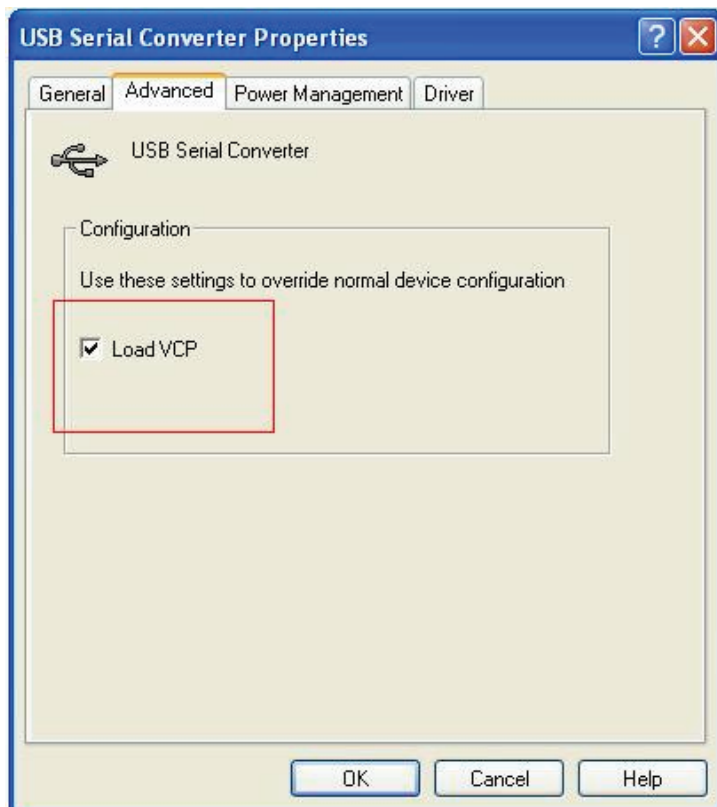 USB Serial Converter Properties
General Advanced Power Management Driver
USB Serial Converter
Configuration
Use these settings to override normal device configuration
Load VCP
OK Cancel Help